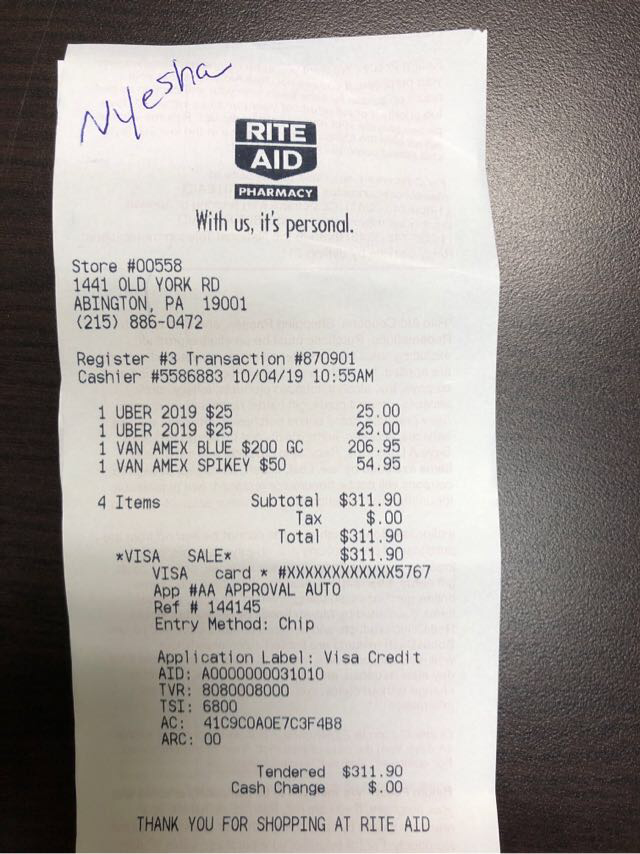 Nyesha
RITE
AID
PHARMACY
With us, it's personal.
Store #00558
1441 OLD YORK RD
ABINGTON, PA 19001
(215) 886-0472
Register #3 Transaction #870901
Cashier #5586883 10/04/19 10:55AM
1 UBER 2019 $25 25.00
1 UBER 2019 $25 25.00
1 VAN AMEX BLUE $200 GC 206.95
1 VAN AMEX SPIKEY $50 54.95
4 Items Subtotal $311.90
Tax $.00
Total $311.90
*VISA SALE* $311.90
VISA card * #XXXXXXXXXXXX5767
App #AA APPROVAL AUTO
Ref # 144145
Entry Method: Chip
Application Label: Visa Credit
AID: A0000000031010
TVR: 8080008000
TSI: 6800
AC: 41C9C0A0E7C3F4B8
ARC: 00
Tendered $311.90
Cash Change $.00
THANK YOU FOR SHOPPING AT RITE AID